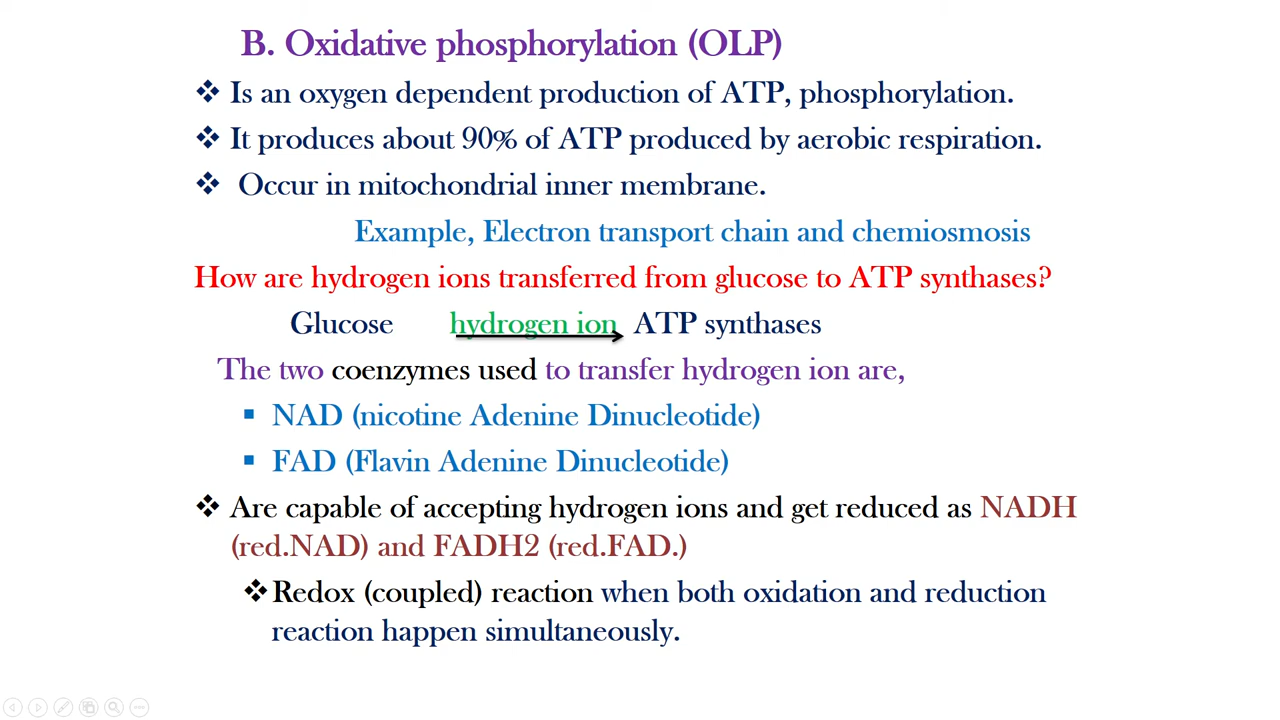 B. Oxidative phosphorylation (OLP)
❖ Is an oxygen dependent production of ATP, phosphorylation.
❖ It produces about 90% of ATP produced by aerobic respiration.
❖ Occur in mitochondrial inner membrane.
Example, Electron transport chain and chemiosmosis
How are hydrogen ions transferred from glucose to ATP synthases?
Glucose hydrogen ion ATP synthases
The two coenzymes used to transfer hydrogen ion are,
▪ NAD (nicotine Adenine Dinucleotide)
▪ FAD (Flavin Adenine Dinucleotide)
❖ Are capable of accepting hydrogen ions and get reduced as NADH
(red.NAD) and FADH2 (red.FAD.)
❖Redox (coupled) reaction when both oxidation and reduction
reaction happen simultaneously.